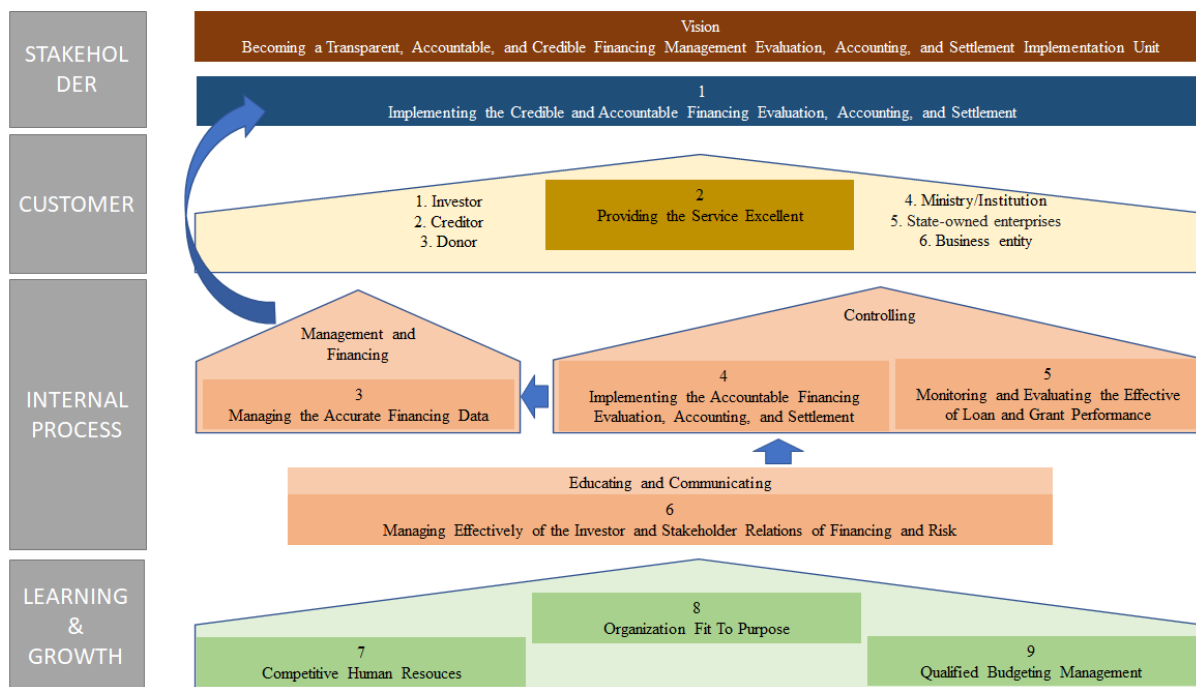 STAKEHOL
DER
Vision
Becoming a Transparent, Accountable, and Credible Financing Management Evaluation, Accounting, and Settlement Implementation Unit
1
Implementing the Credible and Accountable Financing Evaluation, Accounting, and Settlement
CUSTOMER
1. Investor
2. Creditor
3. Donor
2
Providing the Service Excellent
4. Ministry/Institution
5. State-owned enterprises
6. Business entity
INTERNAL
PROCESS
Management and
Financing
3
Managing the Accurate Financing Data
Controlling
4
Implementing the Accountable Financing
Evaluation, Accounting, and Settlement
5
Monitoring and Evaluating the Effective
of Loan and Grant Performance
Educating and Communicating
6
Managing Effectively of the Investor and Stakeholder Relations of Financing and Risk
LEARNING
&
GROWTH
7
Competitive Human Resouces
8
Organization Fit To Purpose
9
Qualified Budgeting Management